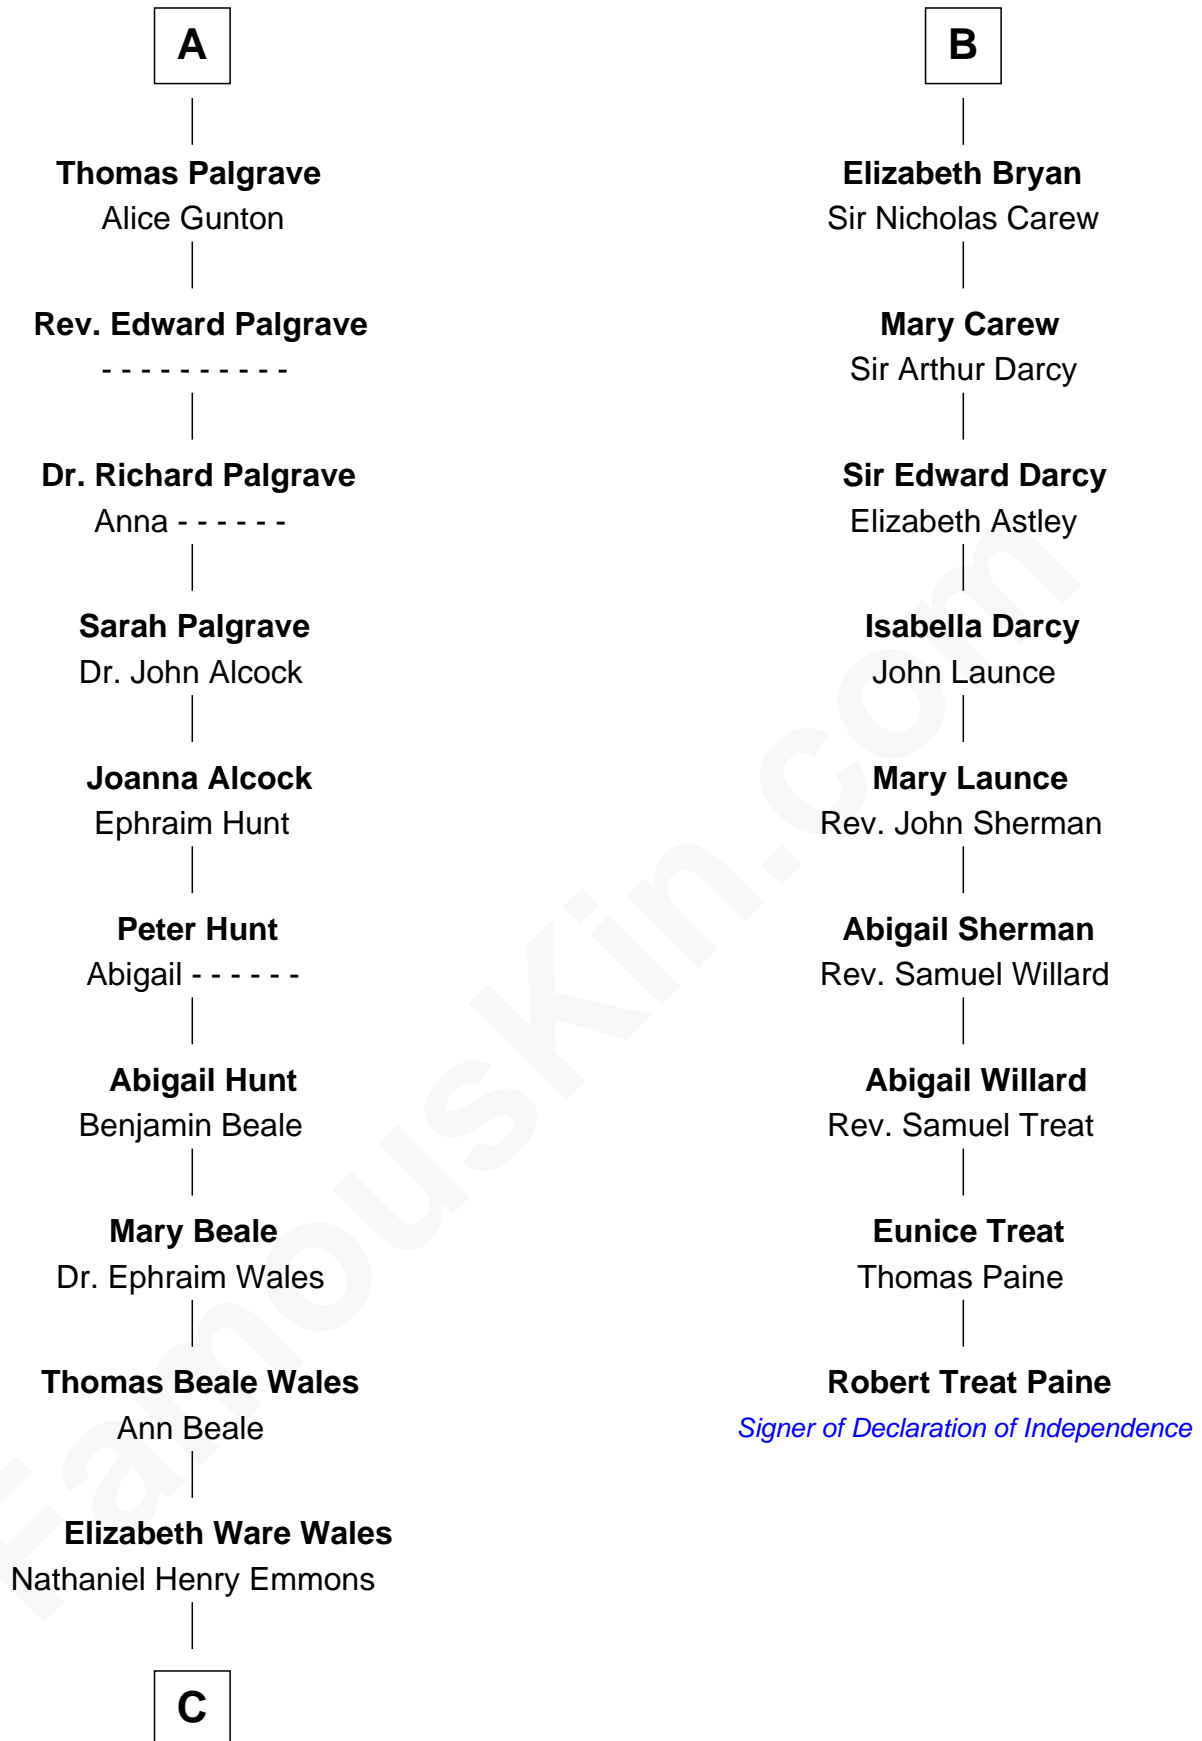 A
Thomas Palgrave
Alice Gunton
Rev. Edward Palgrave
- - - - - - - - - -
Dr. Richard Palgrave
Anna - - - - - -
Sarah Palgrave
Dr. John Alcock
Joanna Alcock
Ephraim Hunt
Peter Hunt
Abigail - - - - - -
Abigail Hunt
Benjamin Beale
Mary Beale
Dr. Ephraim Wales
Thomas Beale Wales
Ann Beale
Elizabeth Ware Wales
Nathaniel Henry Emmons
C
B
Elizabeth Bryan
Sir Nicholas Carew
Mary Carew
Sir Arthur Darcy
Sir Edward Darcy
Elizabeth Astley
Isabella Darcy
John Launce
Mary Launce
Rev. John Sherman
Abigail Sherman
Rev. Samuel Willard
Abigail Willard
Rev. Samuel Treat
Eunice Treat
Thomas Paine
Robert Treat Paine
Signer of Declaration of Independence
FamousKin.com